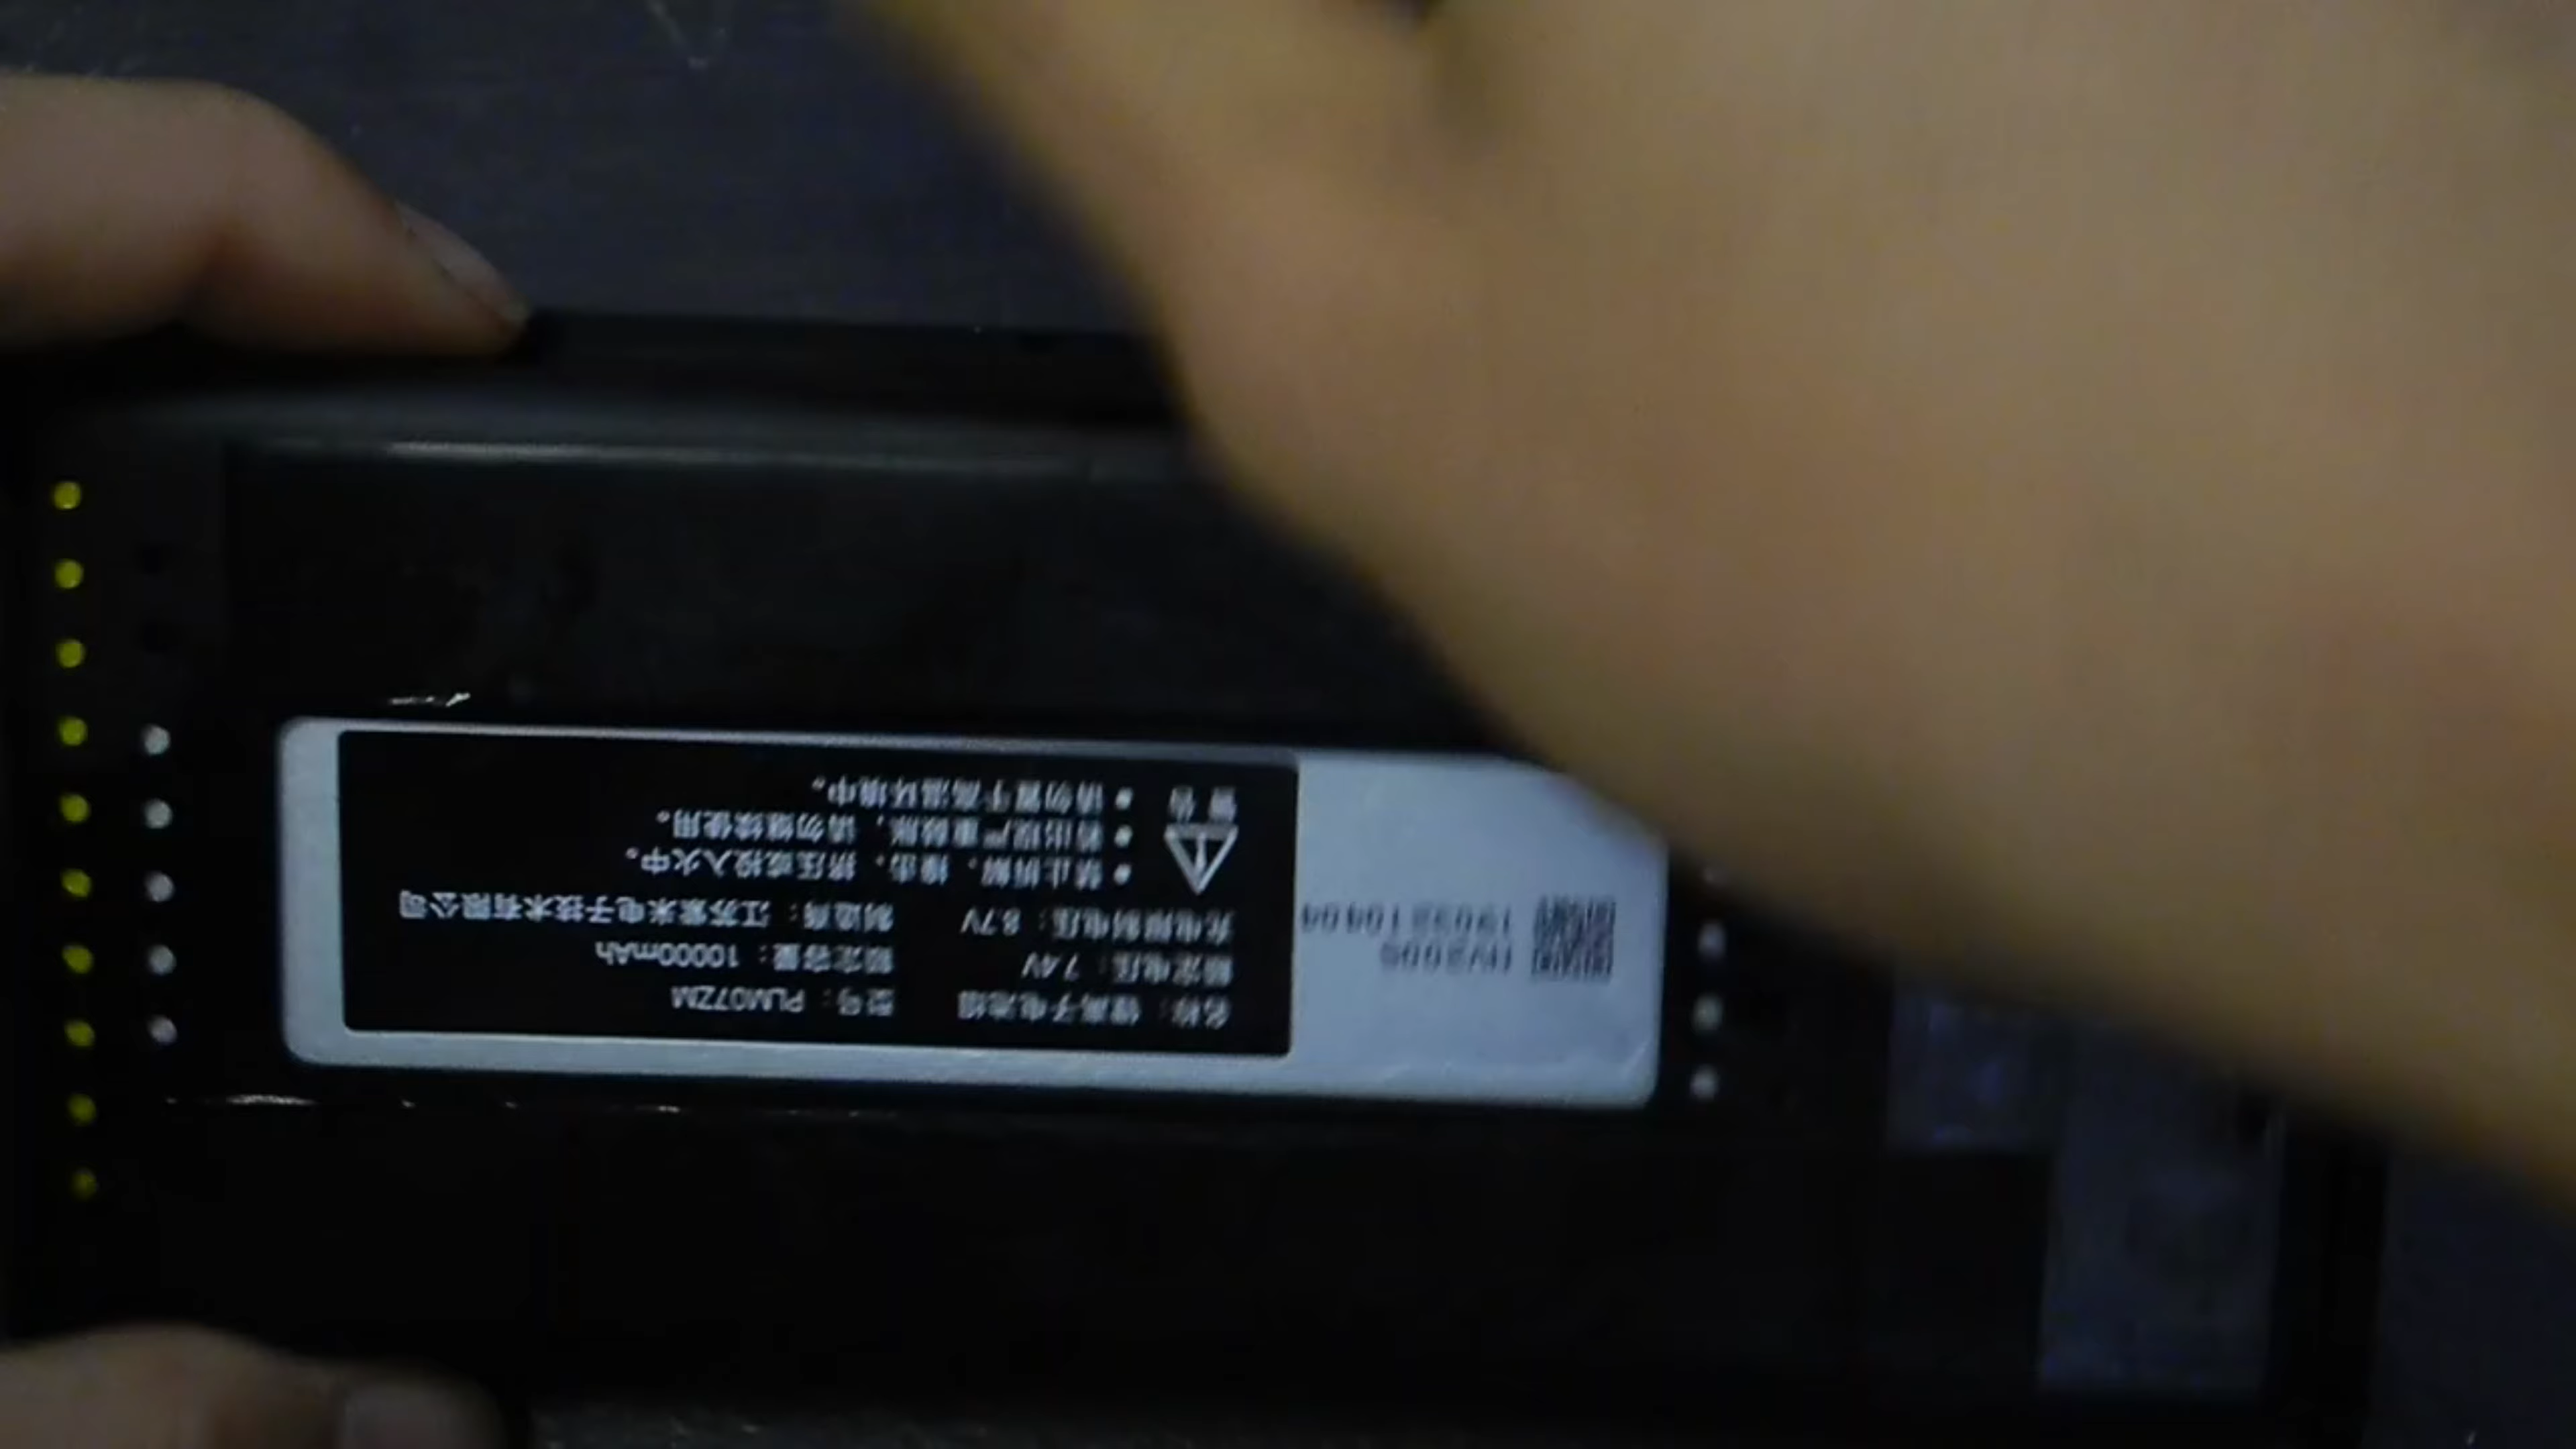 名称：锂离子电池组 型号：PLM07ZM
额定电压：7.4V 额定容量：10000mAh
充电限制电压：8.7V 制造商：江苏紫米电子技术有限公司
警告
• 禁止拆解、撞击、挤压或投入火中。
• 若出现严重鼓胀，请勿继续使用。
• 请勿置于高温环境中。